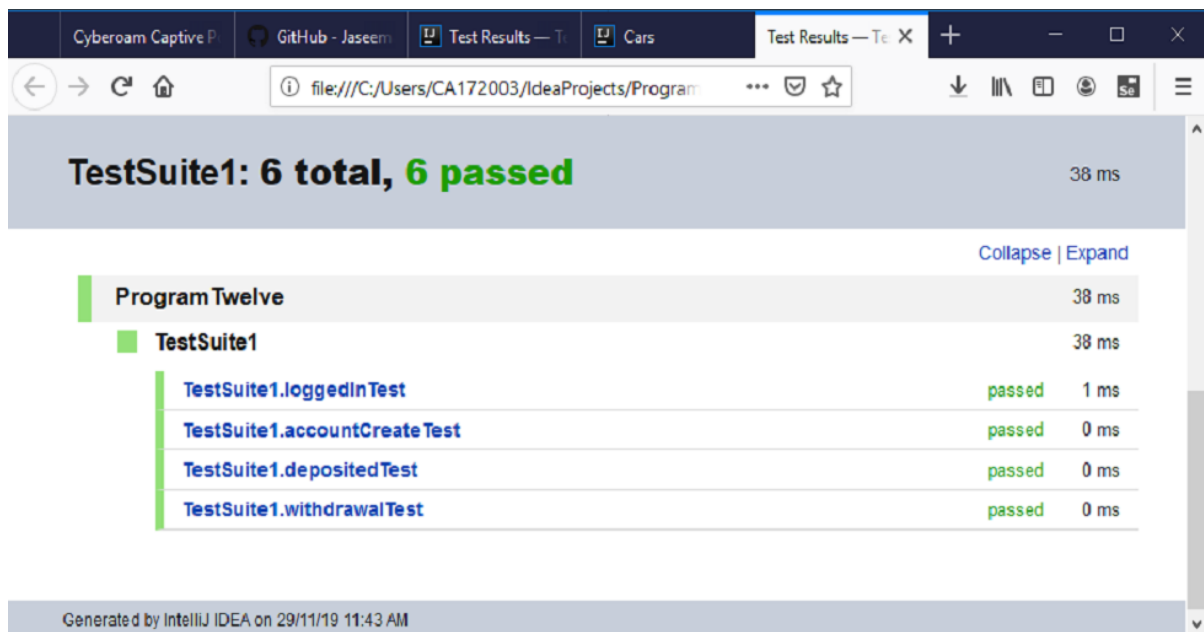 Cyberoam Captive P GitHub - Jaseem Test Results — Te Cars Test Results — Te
file:///C:/Users/CA172003/IdeaProjects/Program
TestSuite1: 6 total, 6 passed 38 ms
Collapse | Expand
Program Twelve 38 ms
TestSuite1 38 ms
TestSuite1.loggedInTest passed 1 ms
TestSuite1.accountCreateTest passed 0 ms
TestSuite1.depositedTest passed 0 ms
TestSuite1.withdrawalTest passed 0 ms
Generated by IntelliJ IDEA on 29/11/19 11:43 AM